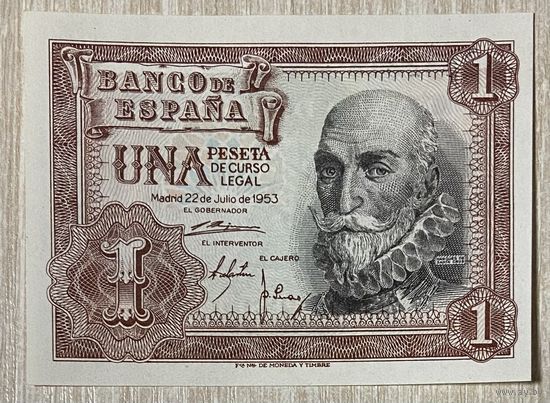 BANCO DE
ESPAÑA
1
UNA PESETA
DE CURSO
LEGAL
Madrid 22 de Julio de 1953
EL GOBERNADOR
EL INTERVENTOR
EL CAJERO
1
1
Fca Nal DE MONEDA Y TIMBRE